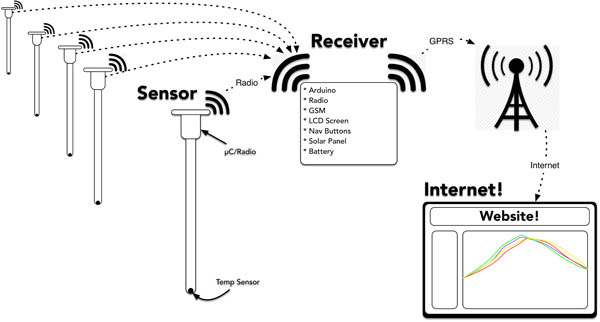 Receiver
GPRS
Sensor
Radio
* Arduino
* Radio
* GSM
* LCD Screen
* Nav Buttons
* Solar Panel
* Battery
µC/Radio
Internet
Internet!
Website!
Temp Sensor